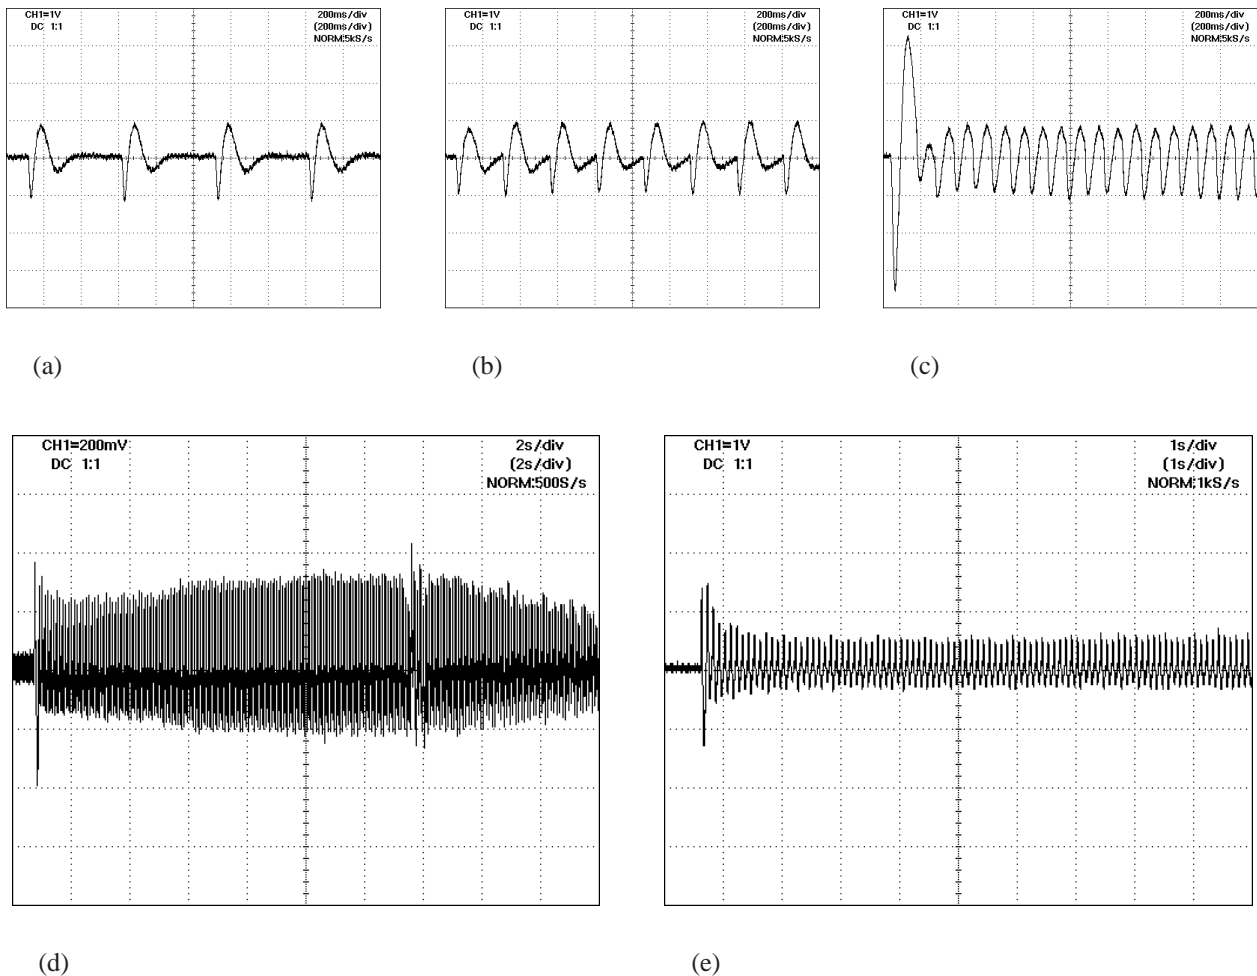 CH1=1V 200ms/div
DC 1:1 (200ms/div)
NORM:5kS/s
CH1=1V 200ms/div
DC 1:1 (200ms/div)
NORM:5kS/s
CH1=1V 200ms/div
DC 1:1 (200ms/div)
NORM:5kS/s
(a) (b) (c)
CH1=200mV 2s/div
DC 1:1 (2s/div)
NORM:500S/s
CH1=1V 1s/div
DC 1:1 (1s/div)
NORM:1kS/s
(d) (e)